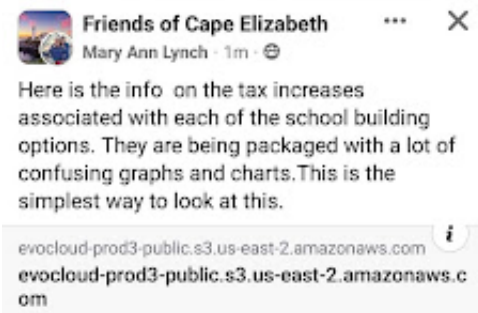 Friends of Cape Elizabeth
Mary Ann Lynch · 1m ·
Here is the info on the tax increases
associated with each of the school building
options. They are being packaged with a lot of
confusing graphs and charts.This is the
simplest way to look at this.
evocloud-prod3-public.s3.us-east-2.amazonaws.com
evocloud-prod3-public.s3.us-east-2.amazonaws.c
om